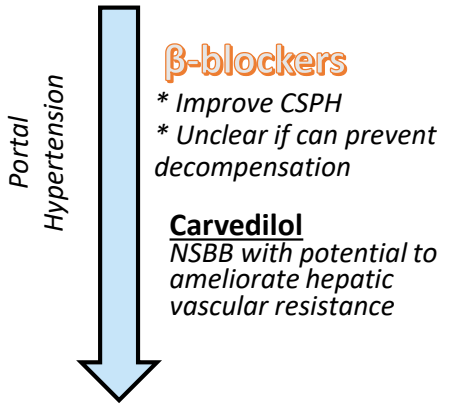 Portal
Hypertension
β-blockers
* Improve CSPH
* Unclear if can prevent
decompensation
Carvedilol
NSBB with potential to
ameliorate hepatic
vascular resistance